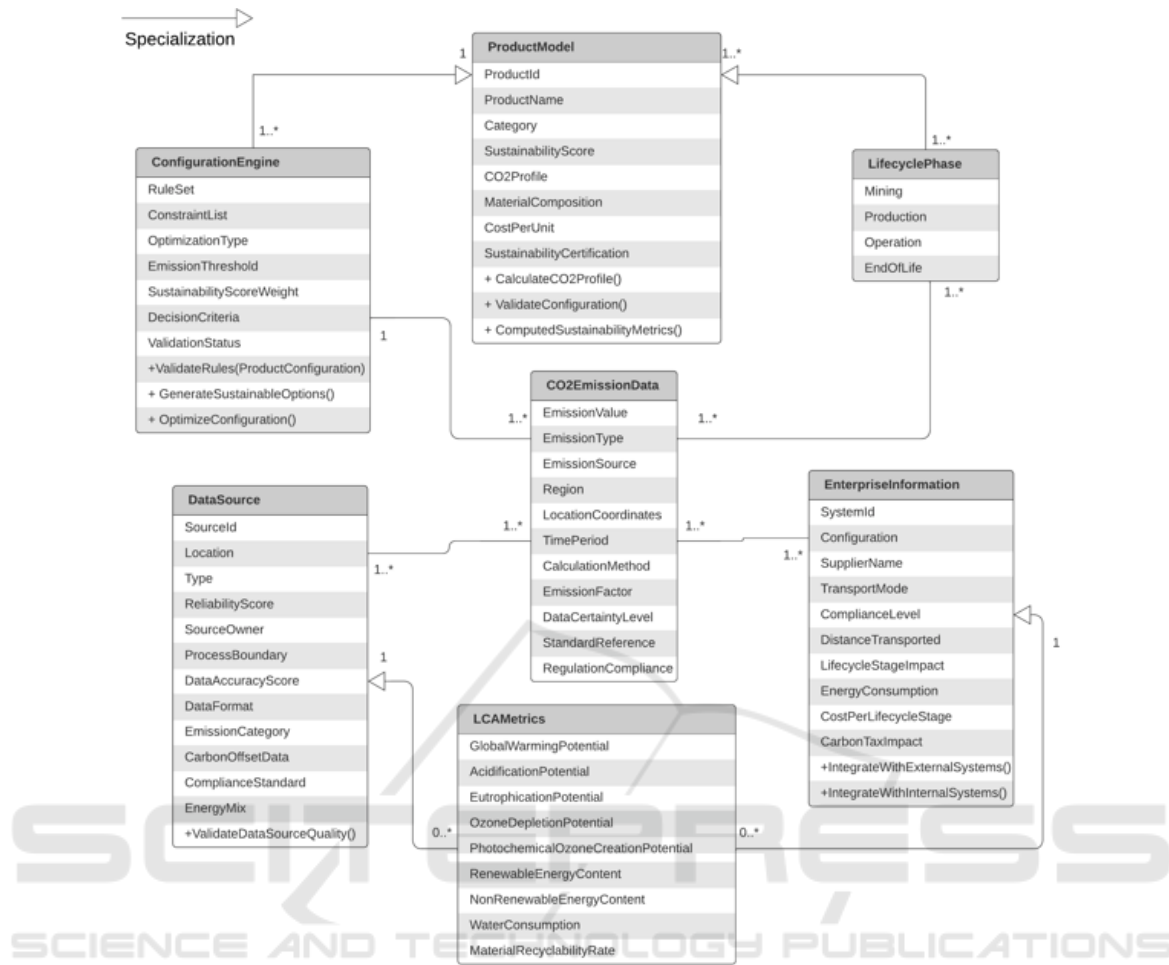 Specialization
ProductModel
ProductId
ProductName
Category
SustainabilityScore
CO2Profile
MaterialComposition
CostPerUnit
SustainabilityCertification
+ CalculateCO2Profile()
+ ValidateConfiguration()
+ ComputedSustainabilityMetrics()
1
1..*
1..*
1..*
ConfigurationEngine
RuleSet
ConstraintList
OptimizationType
EmissionThreshold
SustainabilityScoreWeight
DecisionCriteria
ValidationStatus
+ValidateRules(ProductConfiguration)
+ GenerateSustainableOptions()
+ OptimizeConfiguration()
LifecyclePhase
Mining
Production
Operation
EndOfLife
1..*
1
1..*
1..*
CO2EmissionData
EmissionValue
EmissionType
EmissionSource
Region
LocationCoordinates
TimePeriod
CalculationMethod
EmissionFactor
DataCertaintyLevel
StandardReference
RegulationCompliance
1..*
1..*
1..*
1..*
DataSource
SourceId
Location
Type
ReliabilityScore
SourceOwner
ProcessBoundary
DataAccuracyScore
DataFormat
EmissionCategory
CarbonOffsetData
ComplianceStandard
EnergyMix
+ValidateDataSourceQuality()
EnterpriseInformation
SystemId
Configuration
SupplierName
TransportMode
ComplianceLevel
DistanceTransported
LifecycleStageImpact
EnergyConsumption
CostPerLifecycleStage
CarbonTaxImpact
+IntegrateWithExternalSystems()
+IntegrateWithInternalSystems()
1
1
0..*
0..*
LCAMetrics
GlobalWarmingPotential
AcidificationPotential
EutrophicationPotential
OzoneDepletionPotential
PhotochemicalOzoneCreationPotential
RenewableEnergyContent
NonRenewableEnergyContent
WaterConsumption
MaterialRecyclabilityRate
SCITEPRESS
SCIENCE AND TECHNOLOGY PUBLICATIONS